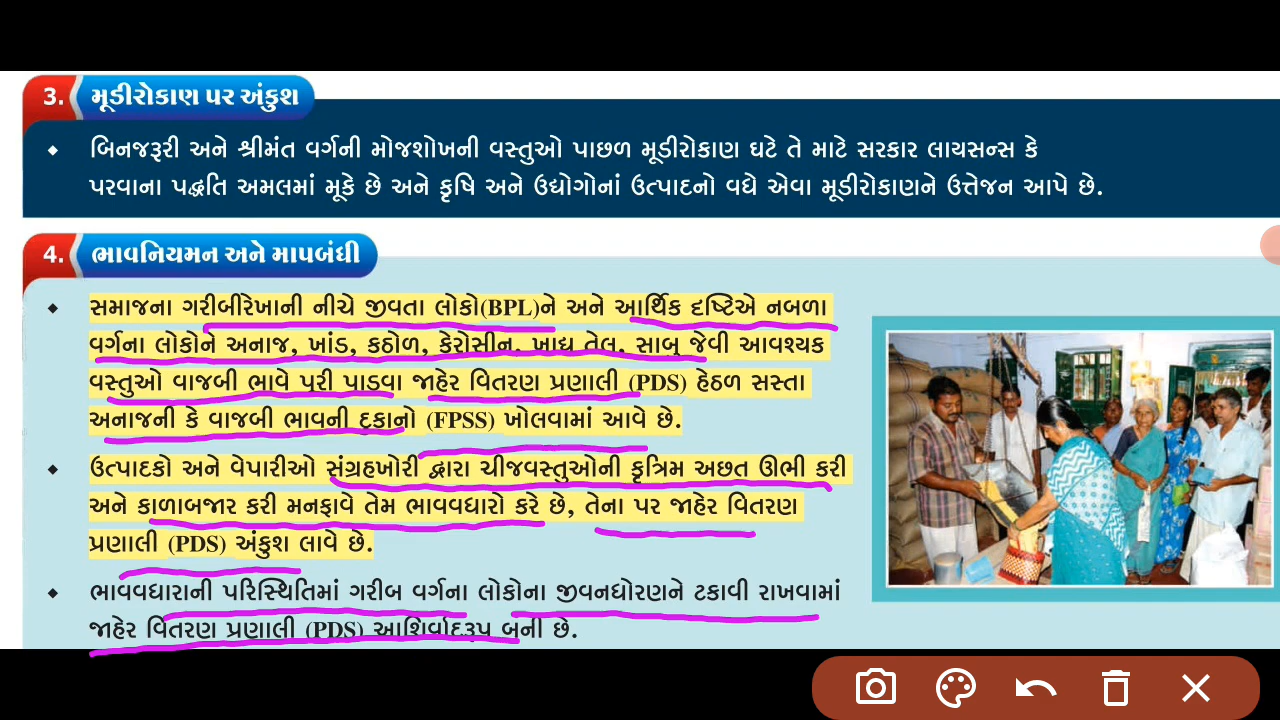 3. મૂડીરોકાણ પર અંકુશ
◆ બિનજરૂરી અને શ્રીમંત વર્ગની મોજશોખની વસ્તુઓ પાછળ મૂડીરોકાણ ઘટે તે માટે સરકાર લાયસન્સ કે
પરવાના પદ્ધતિ અમલમાં મૂકે છે અને કૃષિ અને ઉદ્યોગોનાં ઉત્પાદનો વધે એવા મૂડીરોકાણને ઉત્તેજન આપે છે.
4. ભાવનિયમન અને માપબંધી
◆ સમાજના ગરીબીરેખાની નીચે જીવતા લોકો(BPL)ને અને આર્થિક દષ્ટિએ નબળા
વર્ગના લોકોને અનાજ, ખાંડ, કઠોળ, કેરોસીન, ખાદ્ય તેલ, સાબુ જેવી આવશ્યક
વસ્તુઓ વાજબી ભાવે પૂરી પાડવા જાહેર વિતરણ પ્રણાલી (PDS) હેઠળ સસ્તા
અનાજની કે વાજબી ભાવની દુકાનો (FPSS) ખોલવામાં આવે છે.
◆ ઉત્પાદકો અને વેપારીઓ સંગ્રહખોરી દ્વારા ચીજવસ્તુઓની કૃત્રિમ અછત ઊભી કરી
અને કાળાબજાર કરી મનફાવે તેમ ભાવવધારો કરે છે, તેના પર જાહેર વિતરણ
પ્રણાલી (PDS) અંકુશ લાવે છે.
◆ ભાવવધારાની પરિસ્થિતિમાં ગરીબ વર્ગના લોકોના જીવનધોરણને ટકાવી રાખવામાં
જાહેર વિતરણ પ્રણાલી (PDS) આશિર્વાદરૂપ બની છે.